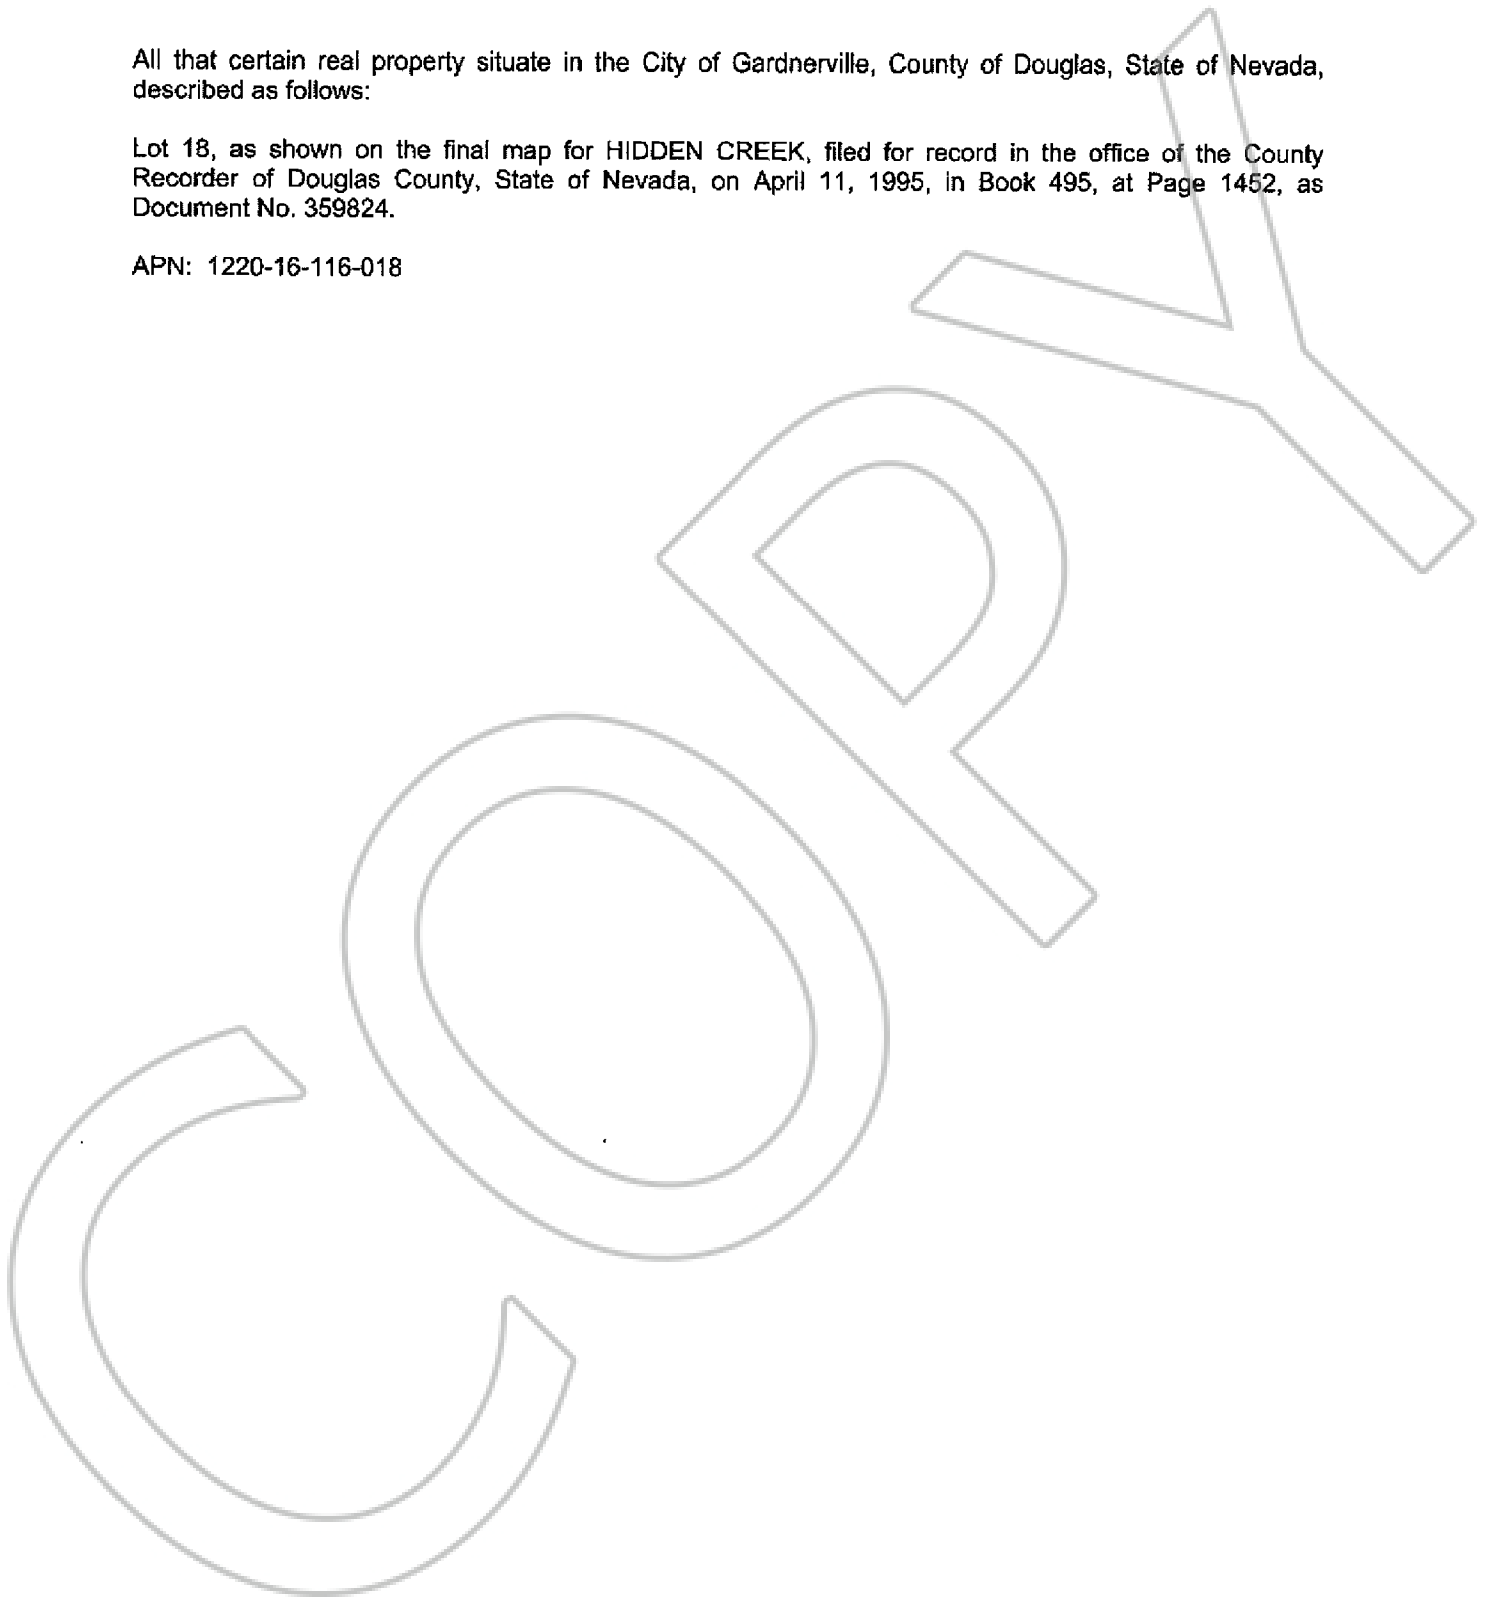 All that certain real property situate in the City of Gardnerville, County of Douglas, State of Nevada,
described as follows:
Lot 18, as shown on the final map for HIDDEN CREEK, filed for record in the office of the County
Recorder of Douglas County, State of Nevada, on April 11, 1995, in Book 495, at Page 1452, as
Document No. 359824.
APN: 1220-16-116-018
COPY